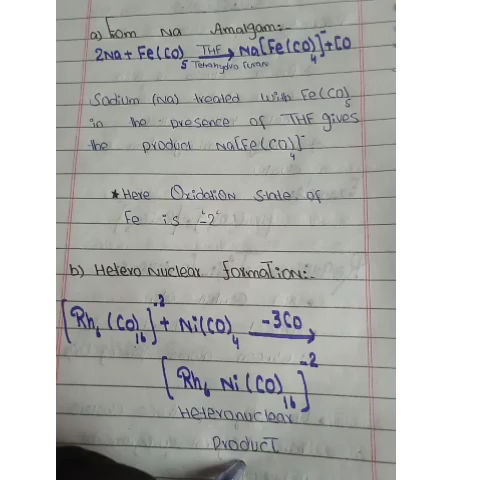 a) From Na Amalgam:-
2Na + Fe(CO)5 THF→ Na[Fe(CO)4]⁻ + CO
Tetrahydro Furan
Sodium (Na) treated with Fe(CO)5
in the presence of THF gives
the product Na[Fe(CO)4]⁻
*Here Oxidation State of
Fe is '-2'
b) Hetero Nuclear formation:-
[Rh6(CO)16]⁻² + Ni(CO)4 -3CO→
[Rh6 Ni(CO)16]⁻²
Heteronuclear
Product